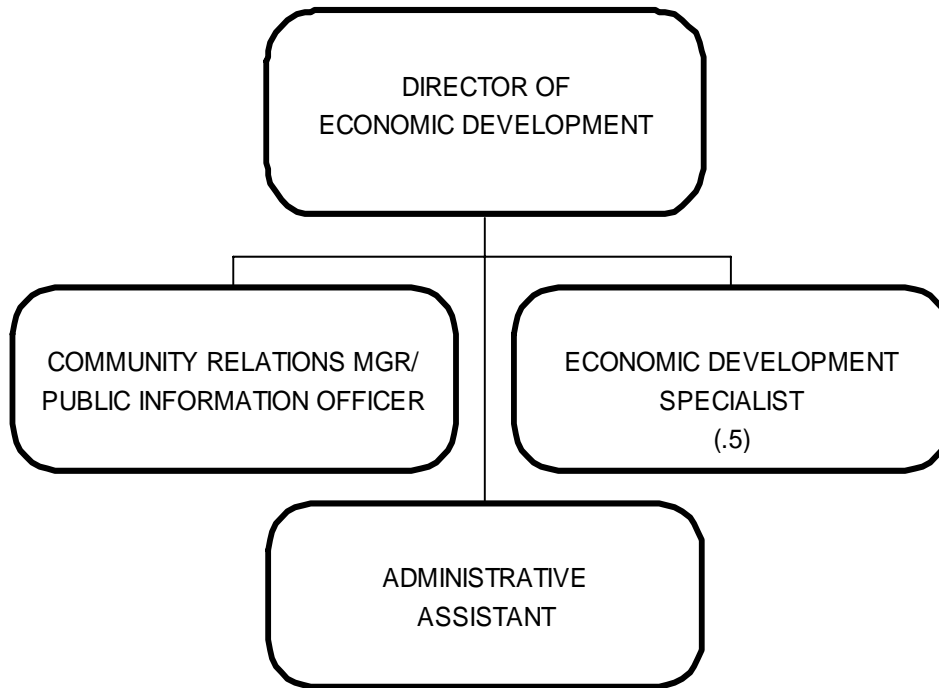 DIRECTOR OF
ECONOMIC DEVELOPMENT
COMMUNITY RELATIONS MGR/
PUBLIC INFORMATION OFFICER
ECONOMIC DEVELOPMENT
SPECIALIST
(.5)
ADMINISTRATIVE
ASSISTANT